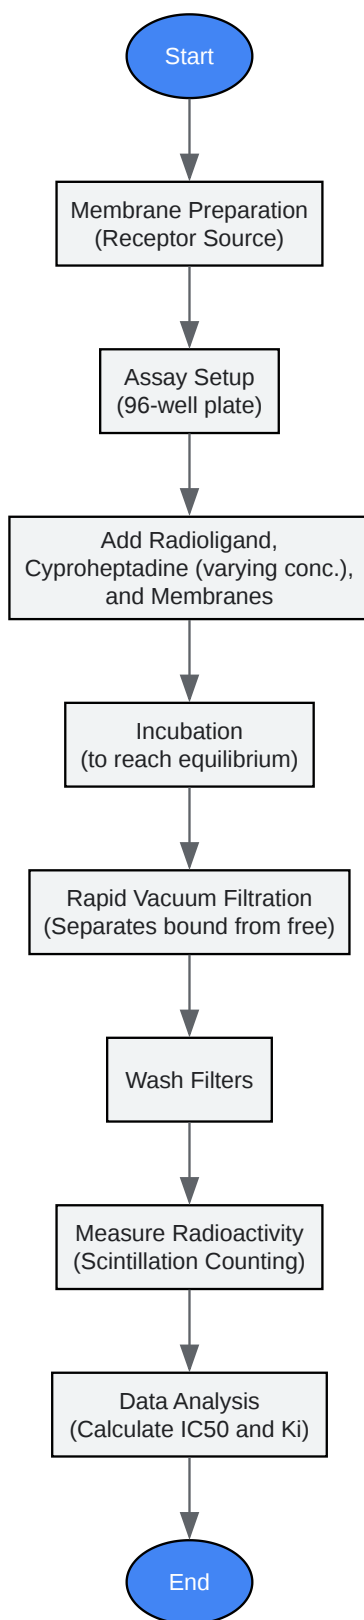 Start
Membrane Preparation
(Receptor Source)
Assay Setup
(96-well plate)
Add Radioligand,
Cyproheptadine (varying conc.),
and Membranes
Incubation
(to reach equilibrium)
Rapid Vacuum Filtration
(Separates bound from free)
Wash Filters
Measure Radioactivity
(Scintillation Counting)
Data Analysis
(Calculate IC50 and Ki)
End